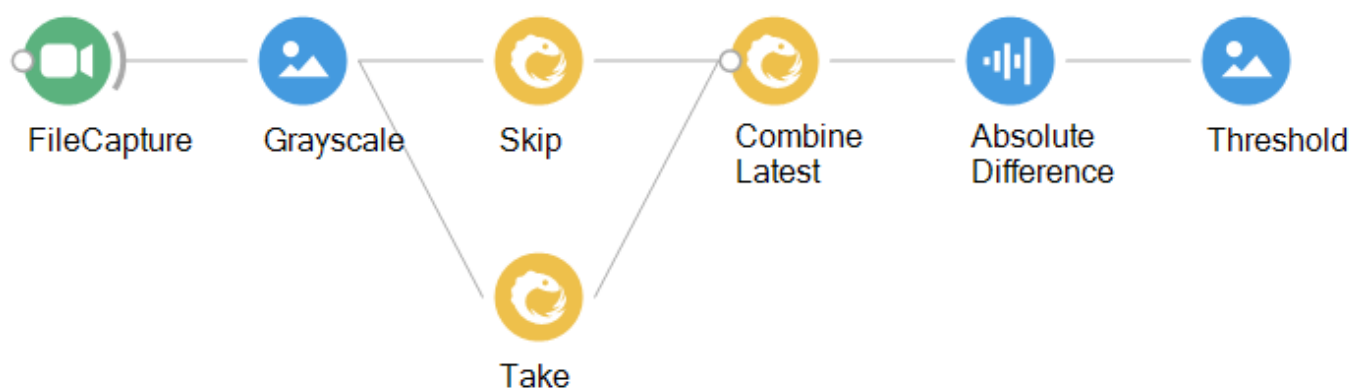 FileCapture
Grayscale
Skip
Combine
Latest
Absolute
Difference
Threshold
Take